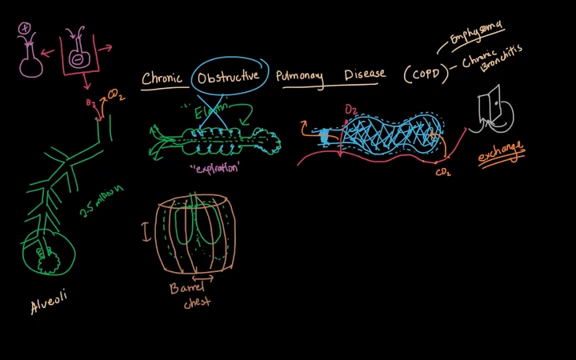 Emphysema
Chronic Obstructive Pulmonary Disease (COPD)
Chronic
Bronchitis
+
-
O2
CO2
Elastin
"expiration"
O2
CO2
exchange
2.5 million
Alveoli
Barrel
chest